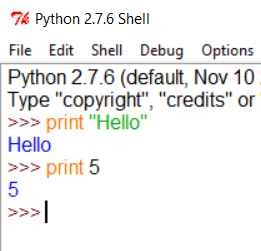 Python 2.7.6 Shell
File Edit Shell Debug Options
Python 2.7.6 (default, Nov 10
Type "copyright", "credits" or
>>> print "Hello"
Hello
>>> print 5
5
>>>